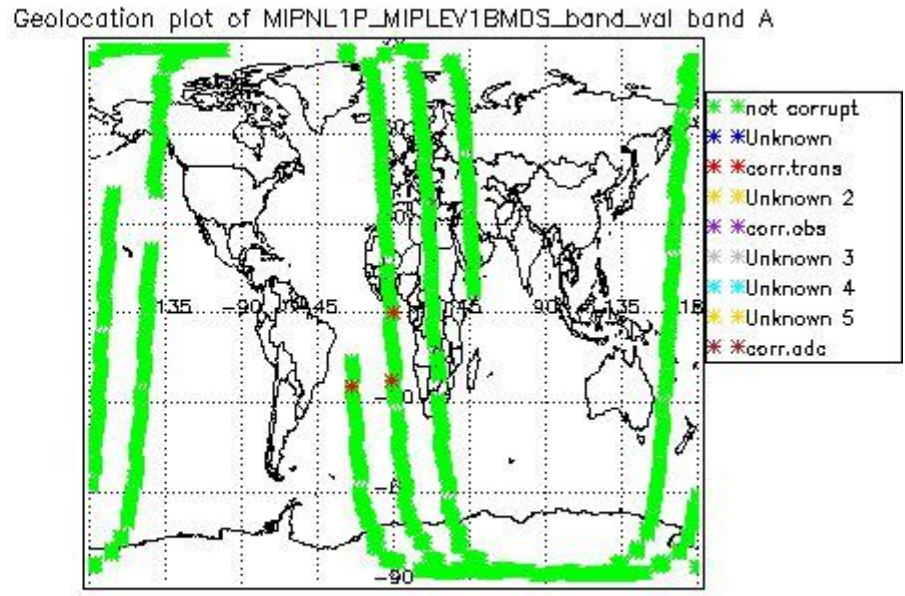 Geolocation plot of MIPNL1P_MIPLEV1BMDS_band_val band A
not corrupt
Unknown
corr.trans
Unknown 2
corr.obs
Unknown 3
Unknown 4
Unknown 5
corr.adc
135 -90 45 45 90 135 18
-90